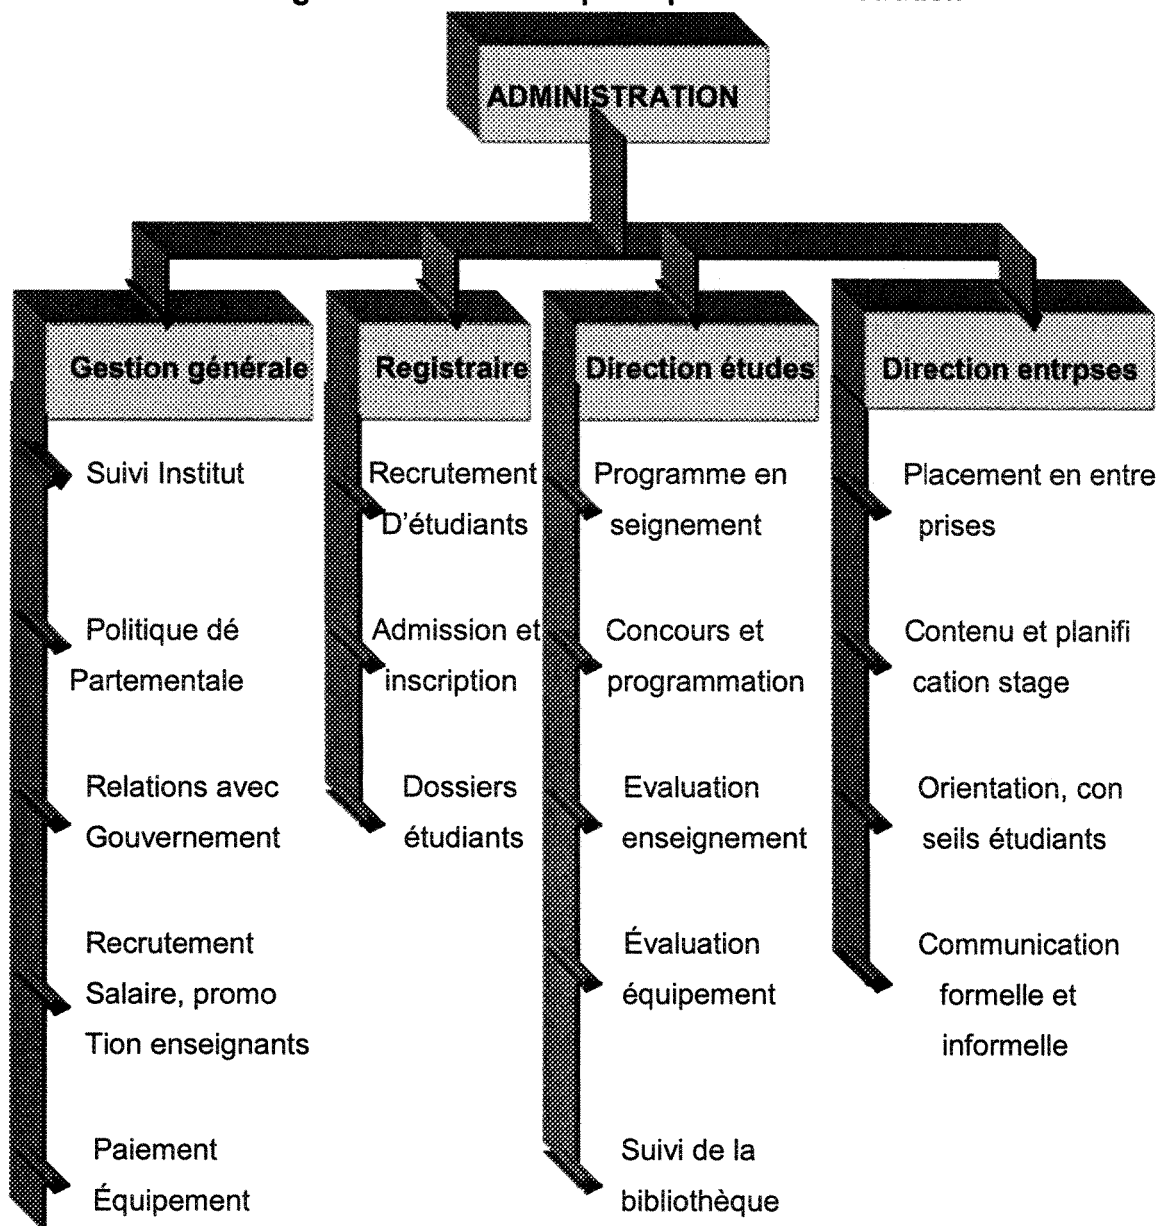 ADMINISTRATION
Gestion générale
Suivi Institut
Politique dé
Partementale
Relations avec
Gouvernement
Recrutement
Salaire, promo
Tion enseignants
Paiement
Équipement
Registraire
Recrutement
D'étudiants
Admission et
inscription
Dossiers
étudiants
Direction études
Programme en
seignement
Concours et
programmation
Evaluation
enseignement
Évaluation
équipement
Suivi de la
bibliothèque
Direction entrpses
Placement en entre
prises
Contenu et planifi
cation stage
Orientation, con
seils étudiants
Communication
formelle et
informelle